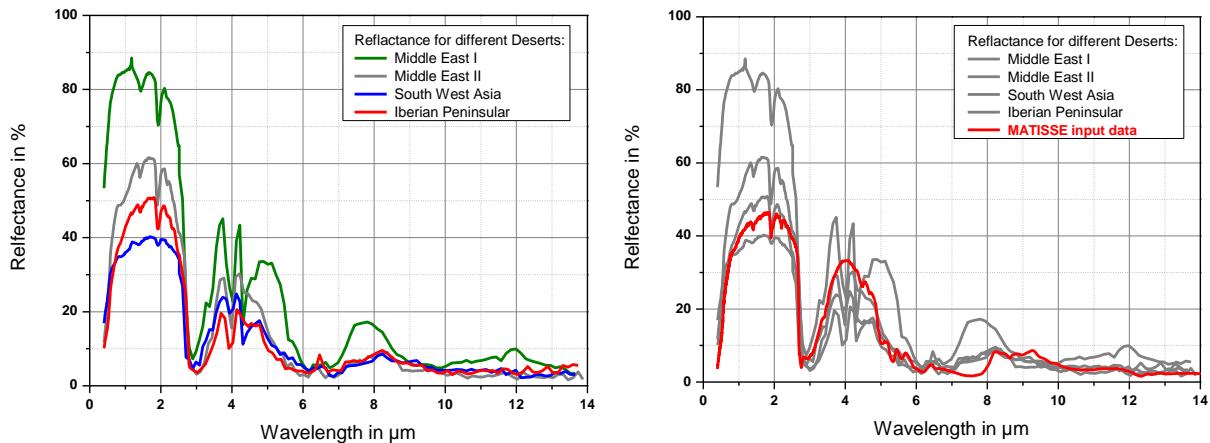 100
80
60
40
20
0
Relfectance in %
Reflactance for different Deserts:
Middle East I
Middle East II
South West Asia
Iberian Peninsular
0 2 4 6 8 10 12 14
Wavelength in µm
100
80
60
40
20
0
Relfectance in %
Reflactance for different Deserts:
Middle East I
Middle East II
South West Asia
Iberian Peninsular
MATISSE input data
0 2 4 6 8 10 12 14
Wavelength in µm